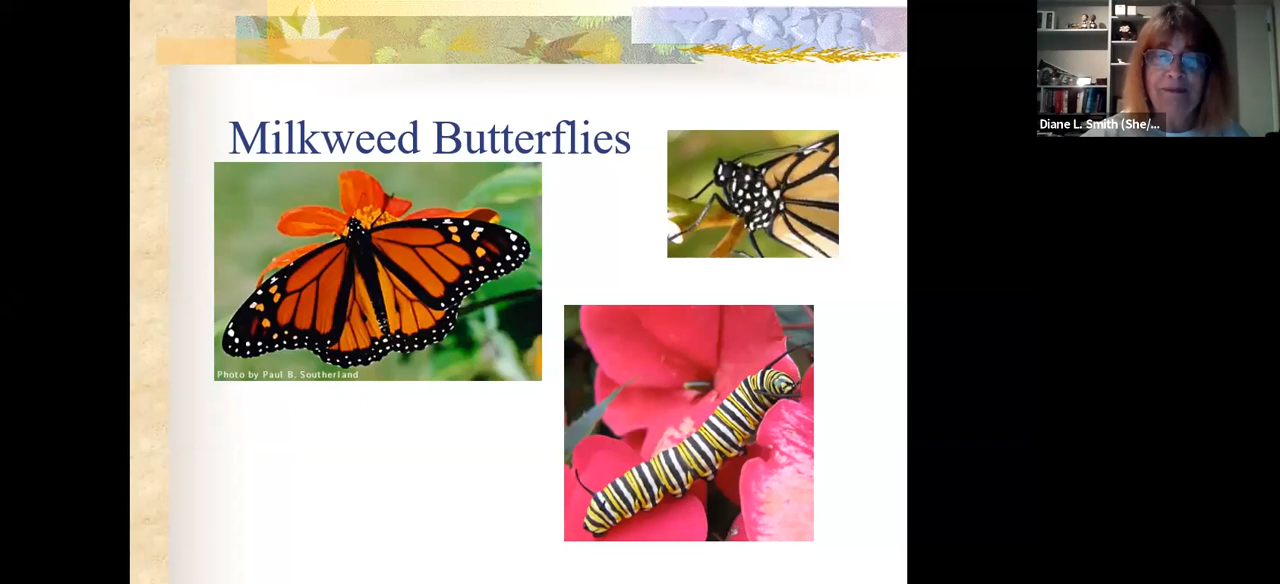 Milkweed Butterflies
Photo by Paul B. Southerland
Diane L. Smith (She/...